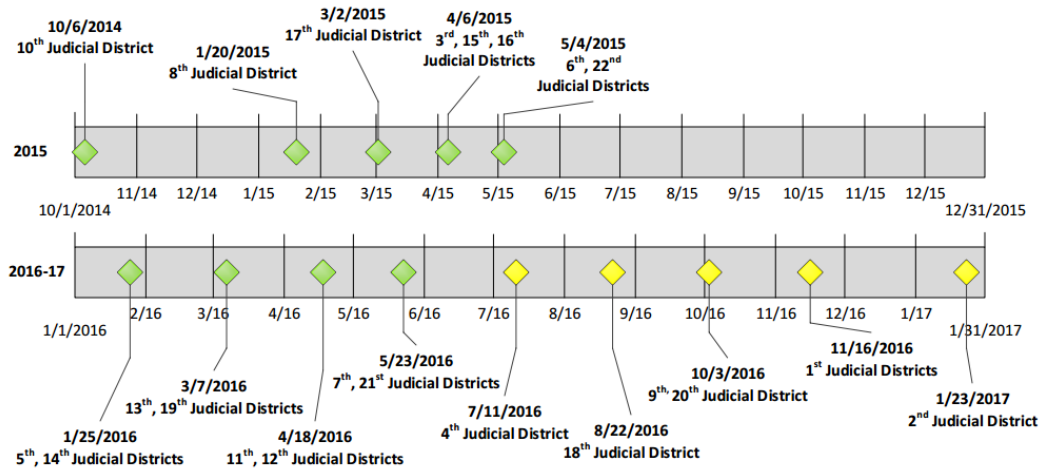 10/6/2014
10th Judicial District
1/20/2015
8th Judicial District
3/2/2015
17th Judicial District
4/6/2015
3rd, 15th, 16th
Judicial Districts
5/4/2015
6th, 22nd
Judicial Districts
2015
11/14 12/14 1/15 2/15 3/15 4/15 5/15 6/15 7/15 8/15 9/15 10/15 11/15 12/15
10/1/2014 12/31/2015
2016-17
2/16 3/16 4/16 5/16 6/16 7/16 8/16 9/16 10/16 11/16 12/16 1/17
1/1/2016 1/31/2017
1/25/2016
5th, 14th Judicial Districts
3/7/2016
13th, 19th Judicial Districts
4/18/2016
11th, 12th Judicial Districts
5/23/2016
7th, 21st Judicial Districts
7/11/2016
4th Judicial District
8/22/2016
18th Judicial District
10/3/2016
9th, 20th Judicial District
11/16/2016
1st Judicial Districts
1/23/2017
2nd Judicial District